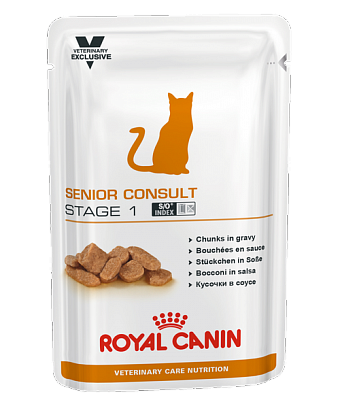 VETERINARY
EXCLUSIVE
SENIOR CONSULT
STAGE 1 S/O INDEX
• Chunks in gravy
• Bouchées en sauce
• Stückchen in Soße
• Bocconi in salsa
• Кусочки в соусе
ROYAL CANIN
VETERINARY CARE NUTRITION